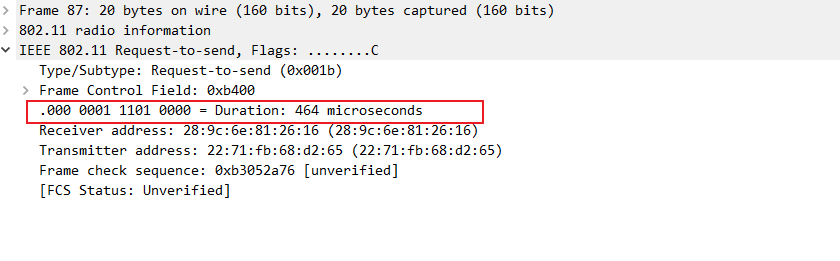 Frame 87: 20 bytes on wire (160 bits), 20 bytes captured (160 bits)
802.11 radio information
IEEE 802.11 Request-to-send, Flags: ........C
Type/Subtype: Request-to-send (0x001b)
Frame Control Field: 0xb400
.000 0001 1101 0000 = Duration: 464 microseconds
Receiver address: 28:9c:6e:81:26:16 (28:9c:6e:81:26:16)
Transmitter address: 22:71:fb:68:d2:65 (22:71:fb:68:d2:65)
Frame check sequence: 0xb3052a76 [unverified]
[FCS Status: Unverified]